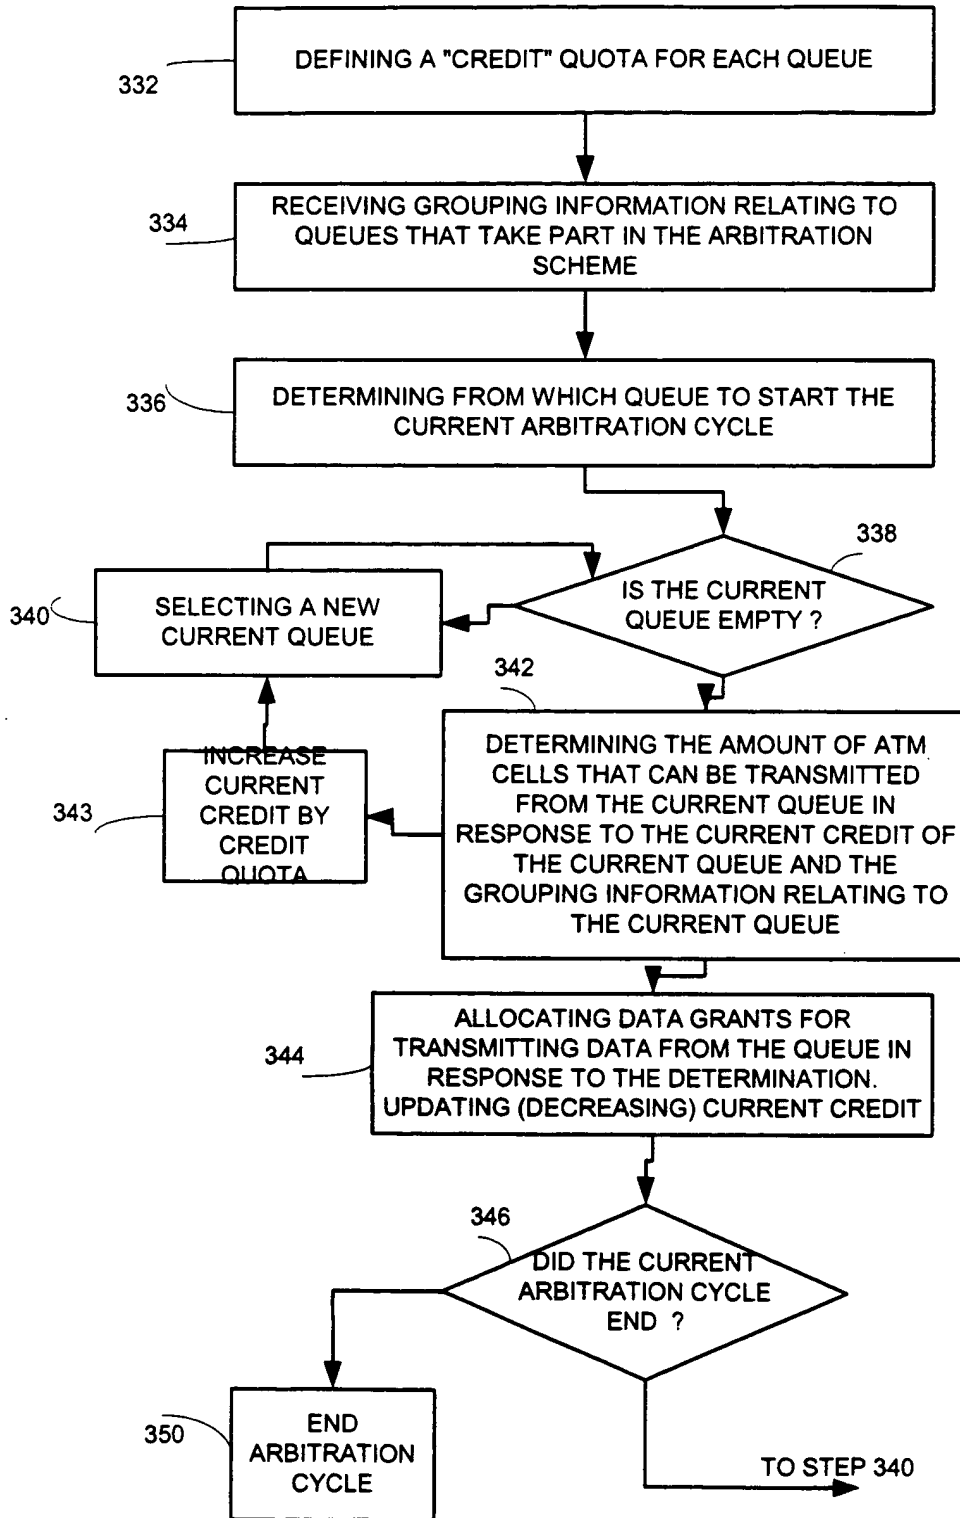 DEFINING A "CREDIT" QUOTA FOR EACH QUEUE
332
RECEIVING GROUPING INFORMATION RELATING TO
QUEUES THAT TAKE PART IN THE ARBITRATION
SCHEME
334
DETERMINING FROM WHICH QUEUE TO START THE
CURRENT ARBITRATION CYCLE
336
338
IS THE CURRENT
QUEUE EMPTY ?
340
SELECTING A NEW
CURRENT QUEUE
342
DETERMINING THE AMOUNT OF ATM
CELLS THAT CAN BE TRANSMITTED
FROM THE CURRENT QUEUE IN
RESPONSE TO THE CURRENT CREDIT OF
THE CURRENT QUEUE AND THE
GROUPING INFORMATION RELATING TO
THE CURRENT QUEUE
343
INCREASE
CURRENT
CREDIT BY
CREDIT
QUOTA
344
ALLOCATING DATA GRANTS FOR
TRANSMITTING DATA FROM THE QUEUE IN
RESPONSE TO THE DETERMINATION.
UPDATING (DECREASING) CURRENT CREDIT
346
DID THE CURRENT
ARBITRATION CYCLE
END ?
350
END
ARBITRATION
CYCLE
TO STEP 340